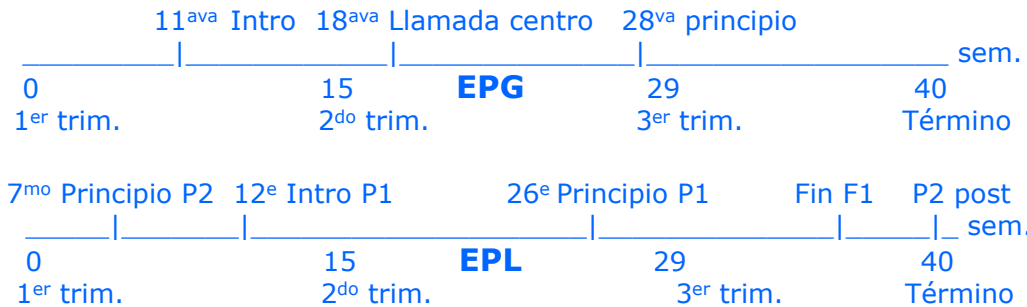 11ava Intro 18ava Llamada centro 28va principio
sem.
0 15 EPG 29 40
1er trim. 2do trim. 3er trim. Término
7mo Principio P2 12e Intro P1 26e Principio P1 Fin F1 P2 post
sem.
0 15 EPL 29 40
1er trim. 2do trim. 3er trim. Término